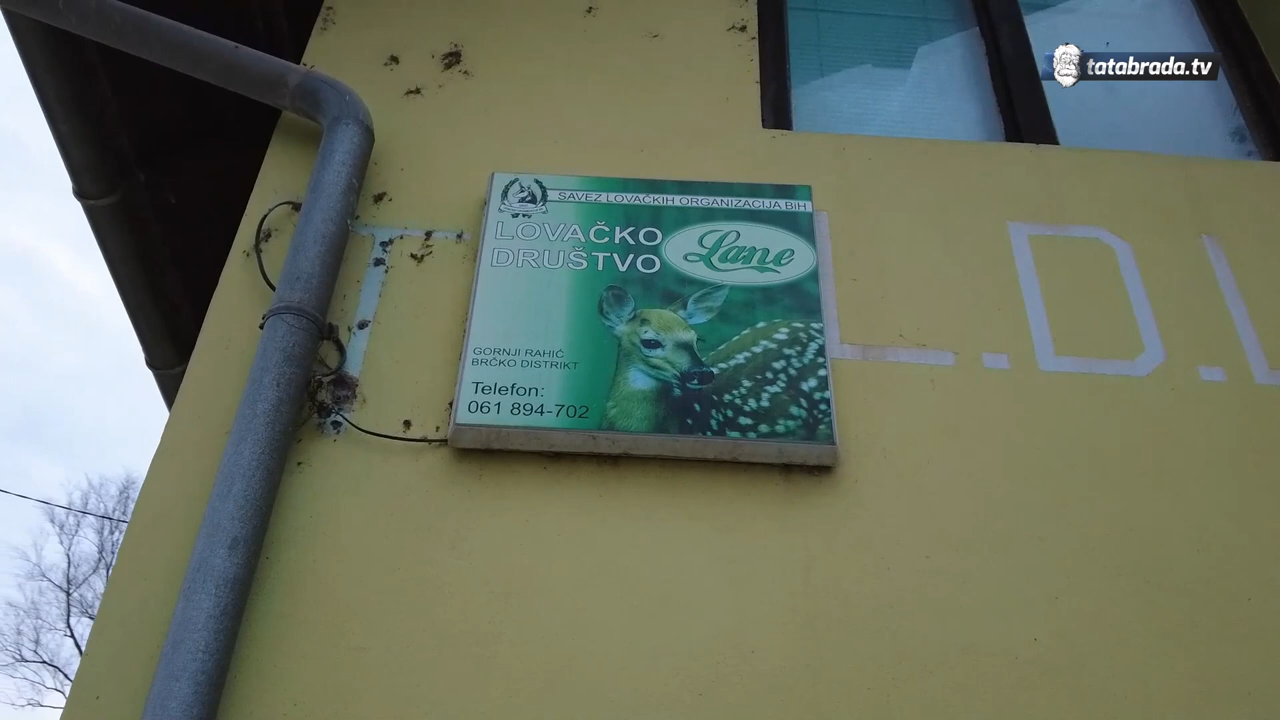 tatabrada.tv
SAVEZ LOVAČKIH ORGANIZACIJA BIH
LOVAČKO
DRUŠTVO
Lane
GORNJI RAHIĆ
BRČKO DISTRIKT
Telefon:
061 894-702
L.D.